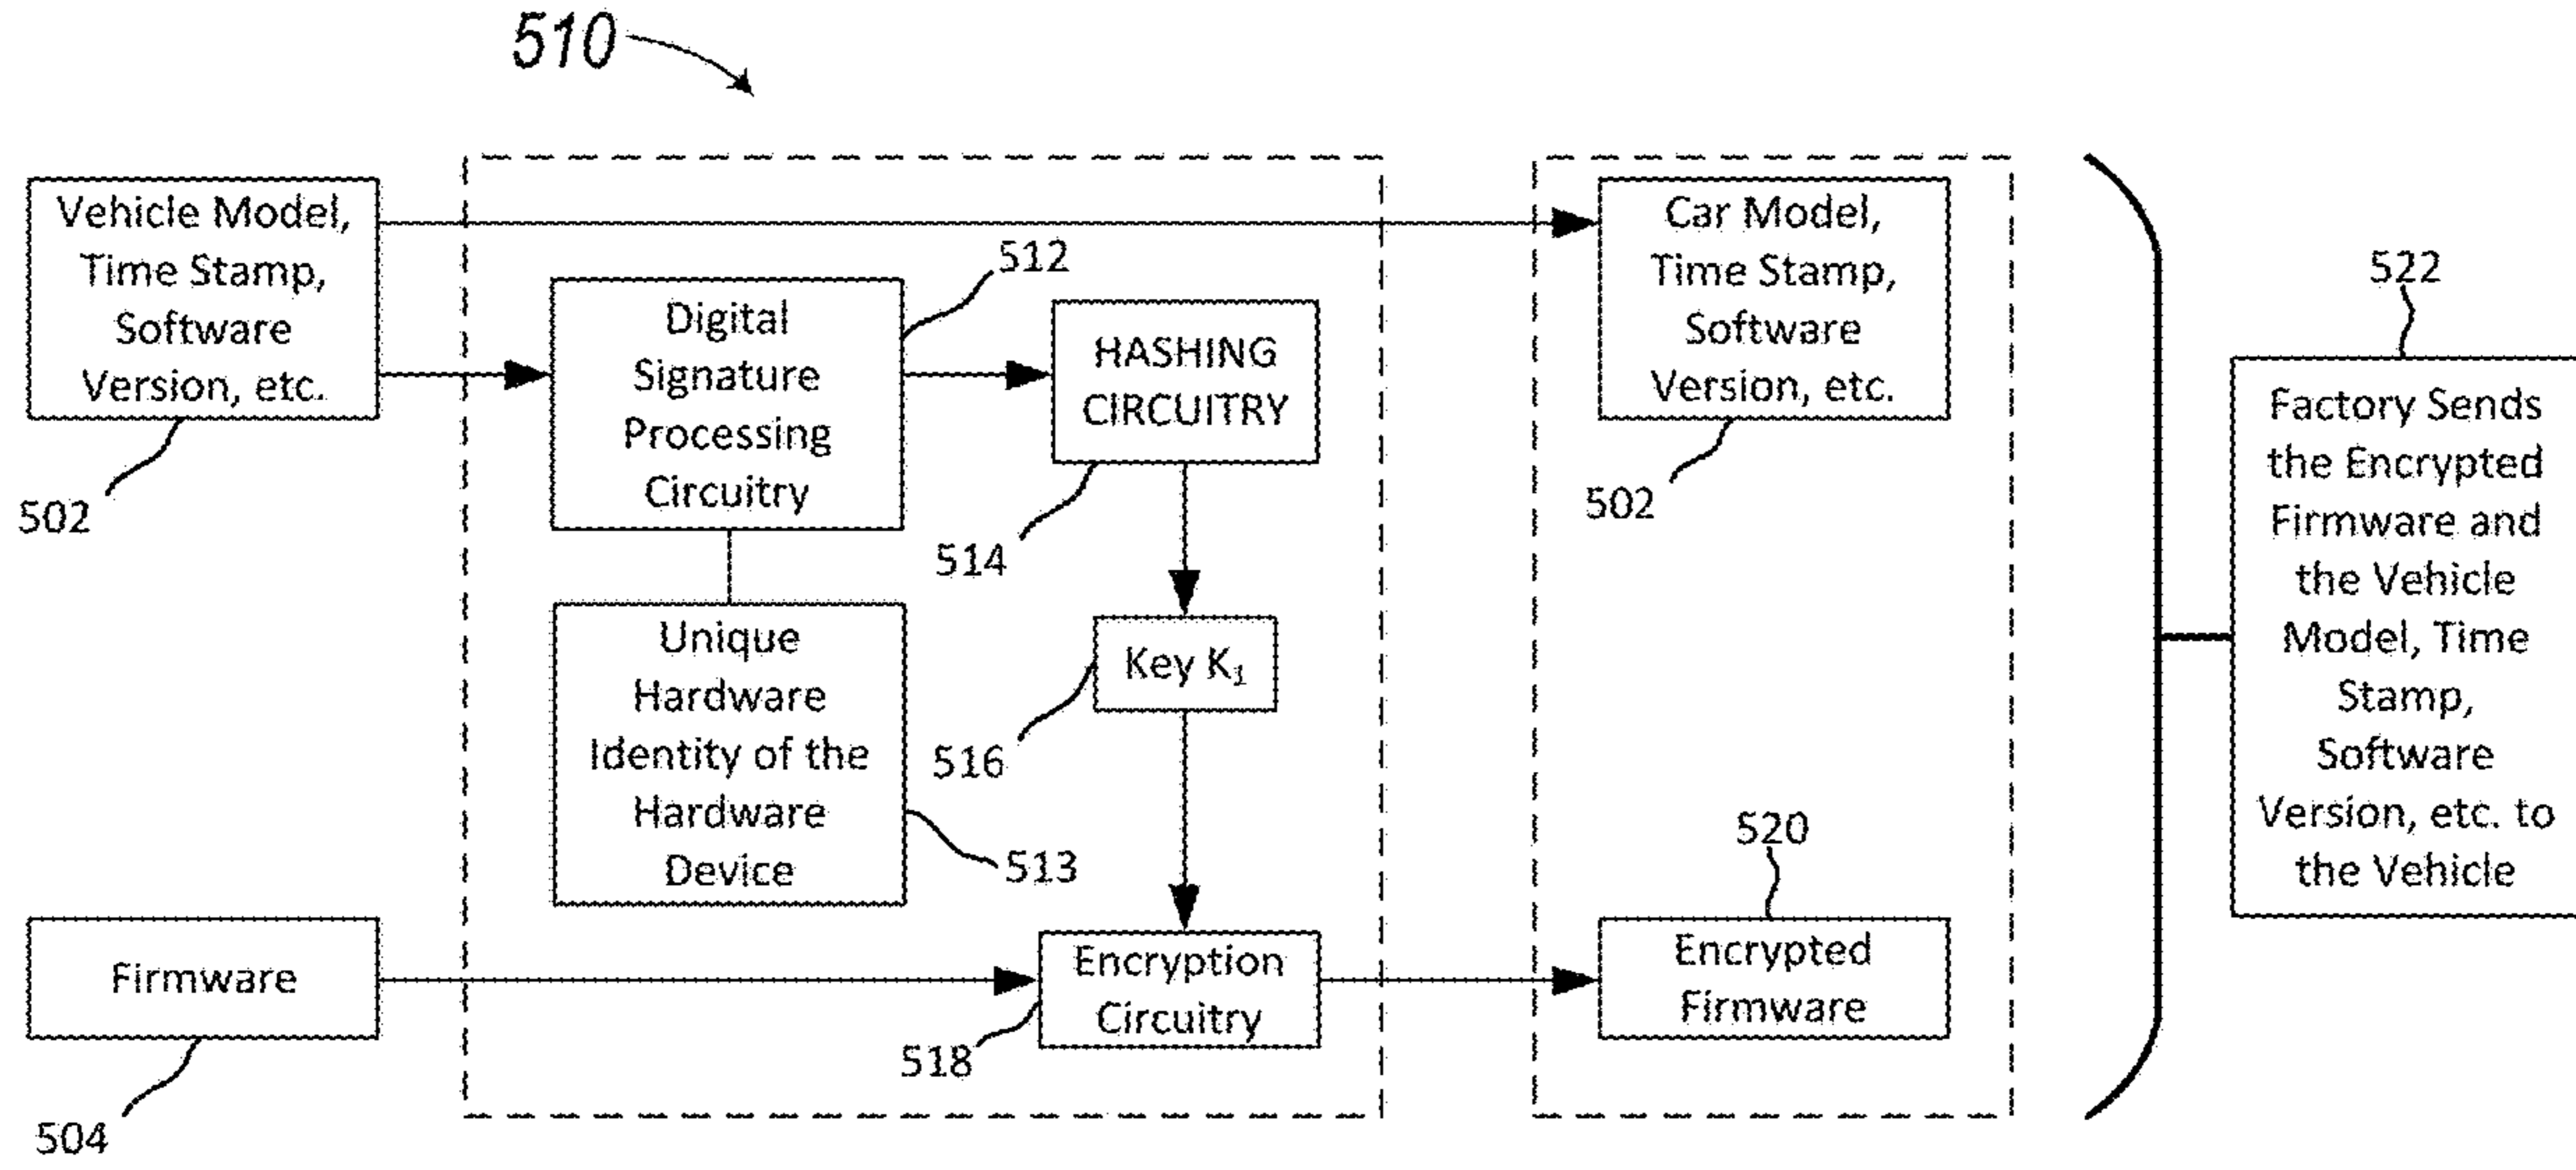 510
Vehicle Model,
Time Stamp,
Software
Version, etc.
502
Digital
Signature
Processing
Circuitry
512
HASHING
CIRCUITRY
514
Unique
Hardware
Identity of the
Hardware
Device
513
Key K₁
516
Firmware
504
Encryption
Circuitry
518
Car Model,
Time Stamp,
Software
Version, etc.
502
520
Encrypted
Firmware
522
Factory Sends
the Encrypted
Firmware and
the Vehicle
Model, Time
Stamp,
Software
Version, etc. to
the Vehicle